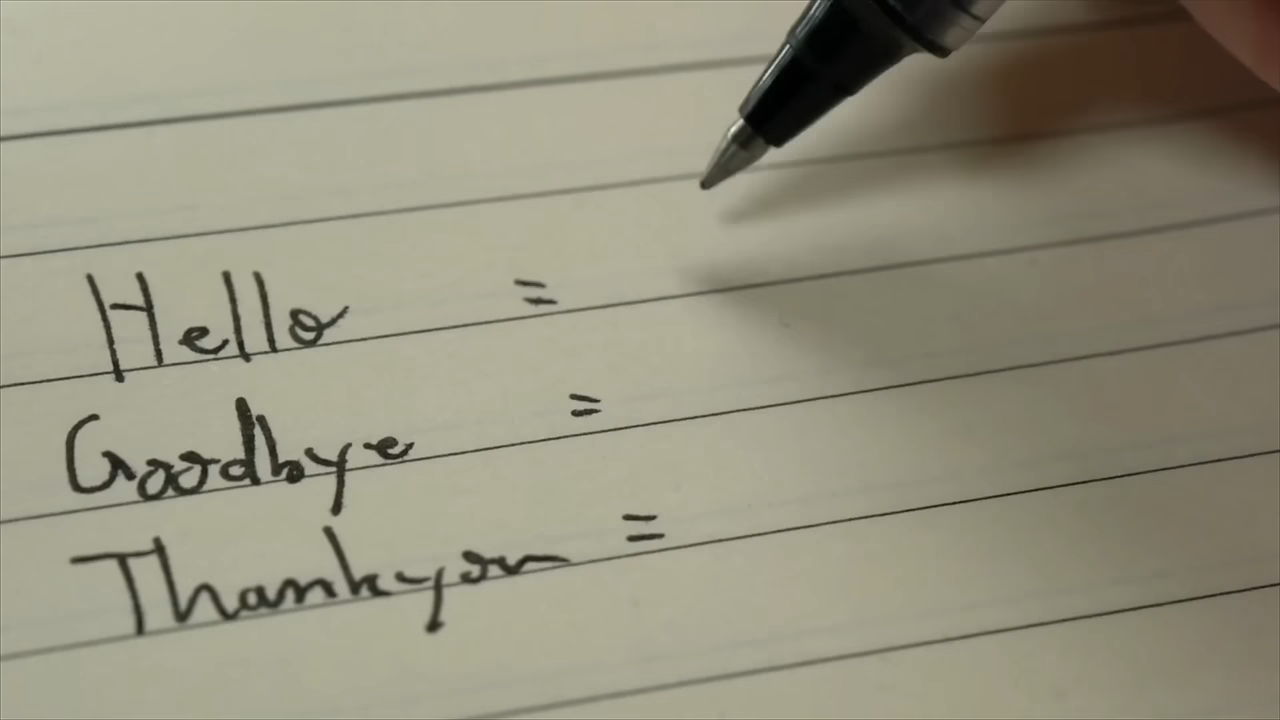 Hello =
Goodbye =
Thankyou =